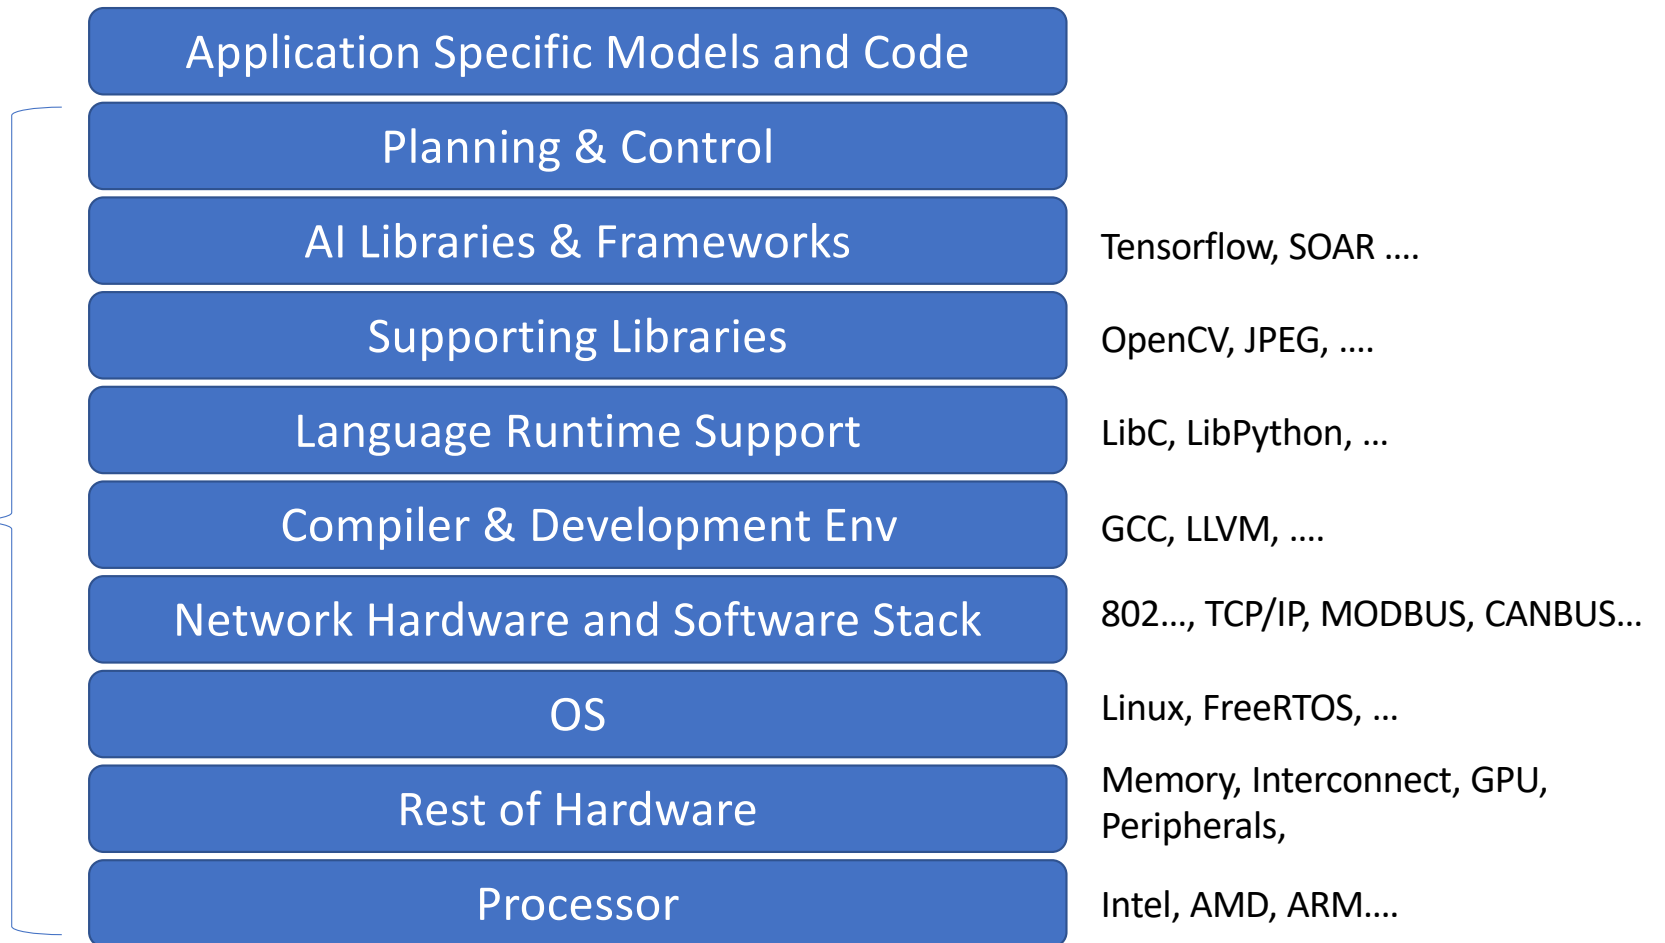 Application Specific Models and Code
Planning & Control
AI Libraries & Frameworks
Tensorflow, SOAR ....
Supporting Libraries
OpenCV, JPEG, ....
Language Runtime Support
LibC, LibPython, ...
Compiler & Development Env
GCC, LLVM, ....
Network Hardware and Software Stack
802..., TCP/IP, MODBUS, CANBUS...
OS
Linux, FreeRTOS, ...
Rest of Hardware
Memory, Interconnect, GPU,
Peripherals,
Processor
Intel, AMD, ARM....